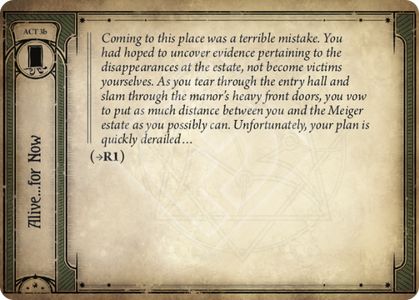 ACT 3b
Alive...for Now
Coming to this place was a terrible mistake. You
had hoped to uncover evidence pertaining to the
disappearances at the estate, not become victims
yourselves. As you tear through the entry hall and
slam through the manor's heavy front doors, you vow
to put as much distance between you and the Meiger
estate as you possibly can. Unfortunately, your plan is
quickly derailed...
(→R1)